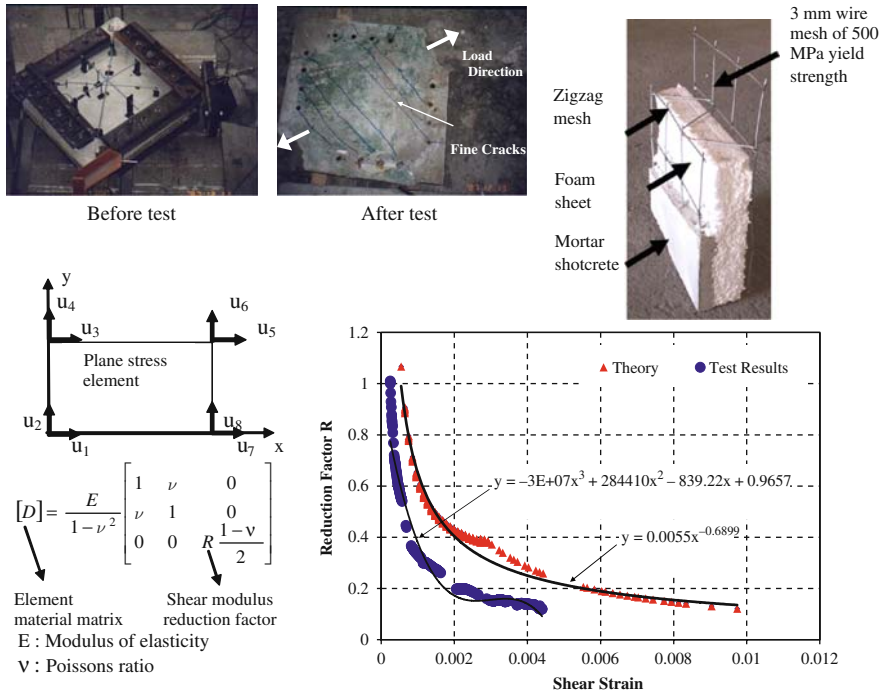 Before test
Load
Direction
Fine Cracks
After test
3 mm wire
mesh of 500
MPa yield
strength
Zigzag
mesh
Foam
sheet
Mortar
shotcrete
y
u₄
u₃
u₆
u₅
Plane stress
element
u₂
u₁
u₈
u₇
x
[D] = E / 1−ν² [1 ν 0
ν 1 0
0 0 R 1−ν / 2]
Element
material matrix
Shear modulus
reduction factor
E : Modulus of elasticity
ν : Poissons ratio
Theory
Test Results
y = −3E+07x³ + 284410x² − 839.22x + 0.9657
y = 0.0055x⁻⁰·⁶⁸⁹⁹
Reduction Factor R
1.2
1
0.8
0.6
0.4
0.2
0
0 0.002 0.004 0.006 0.008 0.01 0.012
Shear Strain